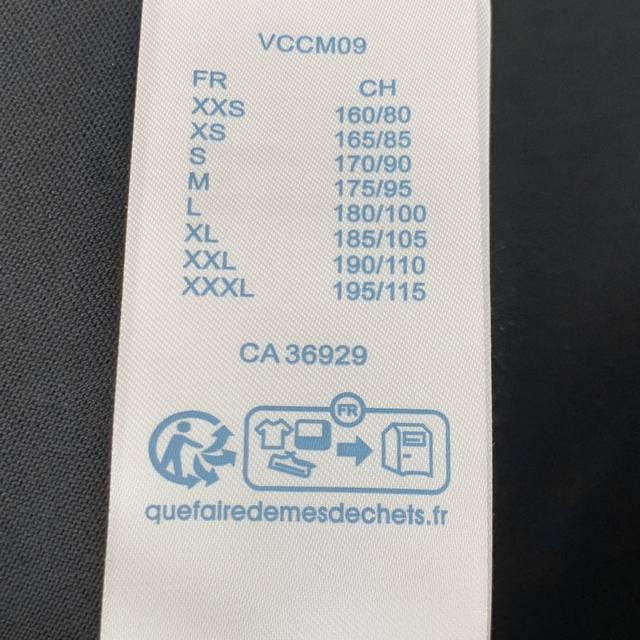 VCCM09
FR CH
XXS 160/80
XS 165/85
S 170/90
M 175/95
L 180/100
XL 185/105
XXL 190/110
XXXL 195/115
CA 36929
FR
quefairedemesdechets.fr